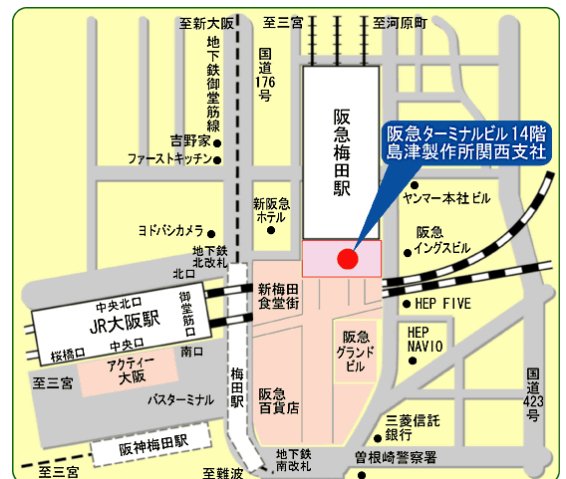 至新大阪
至三宮
至河原町
地下鉄御堂筋線
国道176号
阪急梅田駅
阪急ターミナルビル14階
島津製作所関西支社
吉野家
ファーストキッチン
新阪急
ホテル
ヤンマー本社ビル
ヨドバシカメラ
阪急
イングスビル
地下鉄
北改札
北口
中央北口
御堂筋口
JR大阪駅
中央口
桜橋口
南口
アクティー
大阪
至三宮
バスターミナル
阪神梅田駅
至三宮
梅田駅
新梅田
食堂街
HEP FIVE
HEP
NAVIO
阪急
グランド
ビル
阪急
百貨店
国道423号
三菱信託
銀行
地下鉄
南改札
曽根崎警察署
至難波